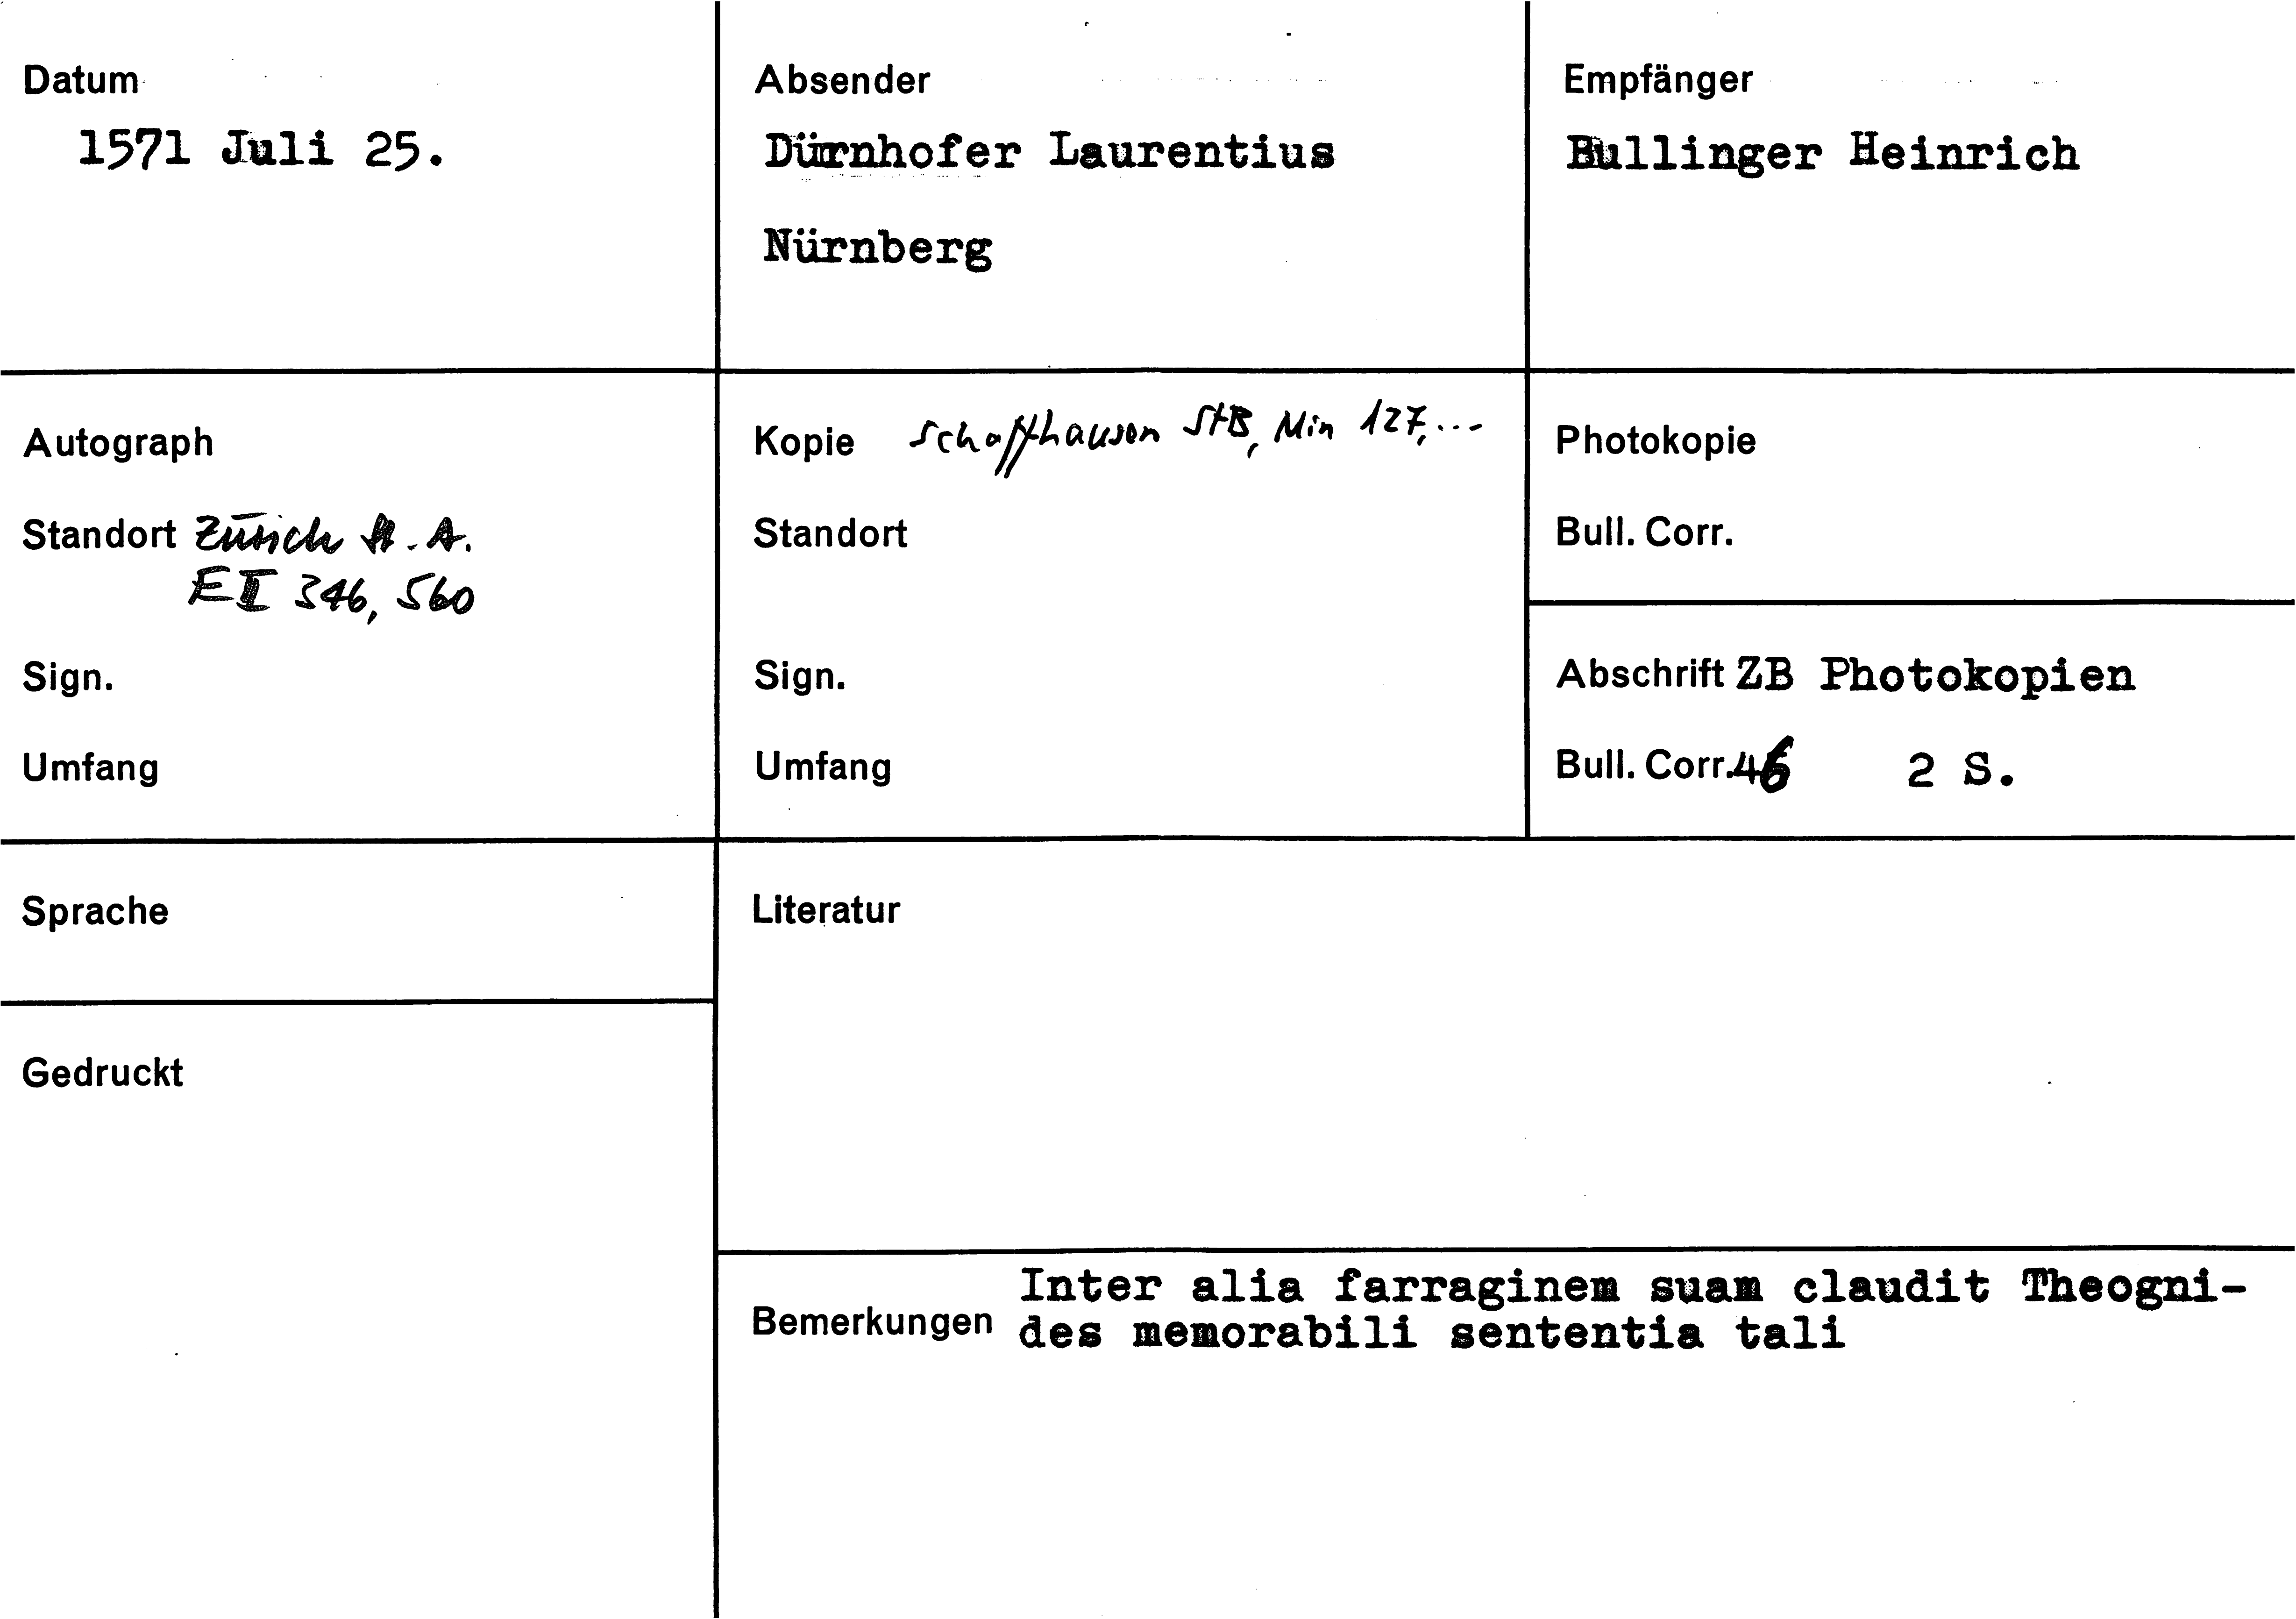 Datum
1571 Juli 25.
Absender
Dürnhofer Laurentius
Nürnberg
Empfänger
Bullinger Heinrich
Autograph
Standort Zürich St. A.
E II 346, 560
Sign.
Umfang
Kopie Schaffhausen StB, Min 127, ...
Standort
Sign.
Umfang
Photokopie
Bull. Corr.
Abschrift ZB Photokopien
Bull. Corr. 46 2 S.
Sprache
Gedruckt
Literatur
Bemerkungen
Inter alia farraginem suam claudit Theogni-
des memorabili sententia tali